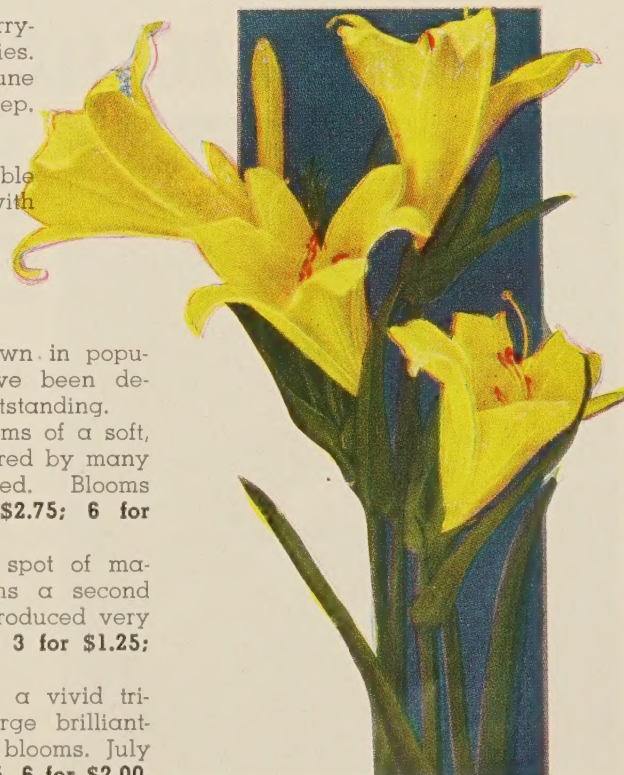 rry-
ies.
une
ep,
ble
with
wn in popu-
ve been de-
tstanding.
ms of a soft,
red by many
ed. Blooms
$2.75; 6 for
spot of ma-
ns a second
roduced very
3 for $1.25;
a vivid tri-
rge brilliant-
blooms. July
6 for $2.00.